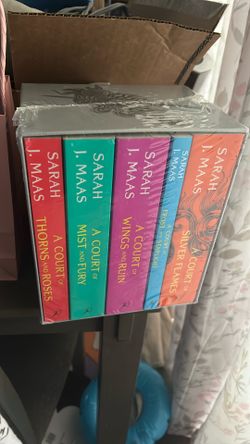 SARAH
J. MAAS
A COURT OF
THORNS AND ROSES
SARAH
J. MAAS
A COURT OF
MIST AND FURY
SARAH
J. MAAS
A COURT OF
WINGS AND RUIN
SARAH
J. MAAS
SARAH
J. MAAS
A COURT OF
SILVER FLAMES